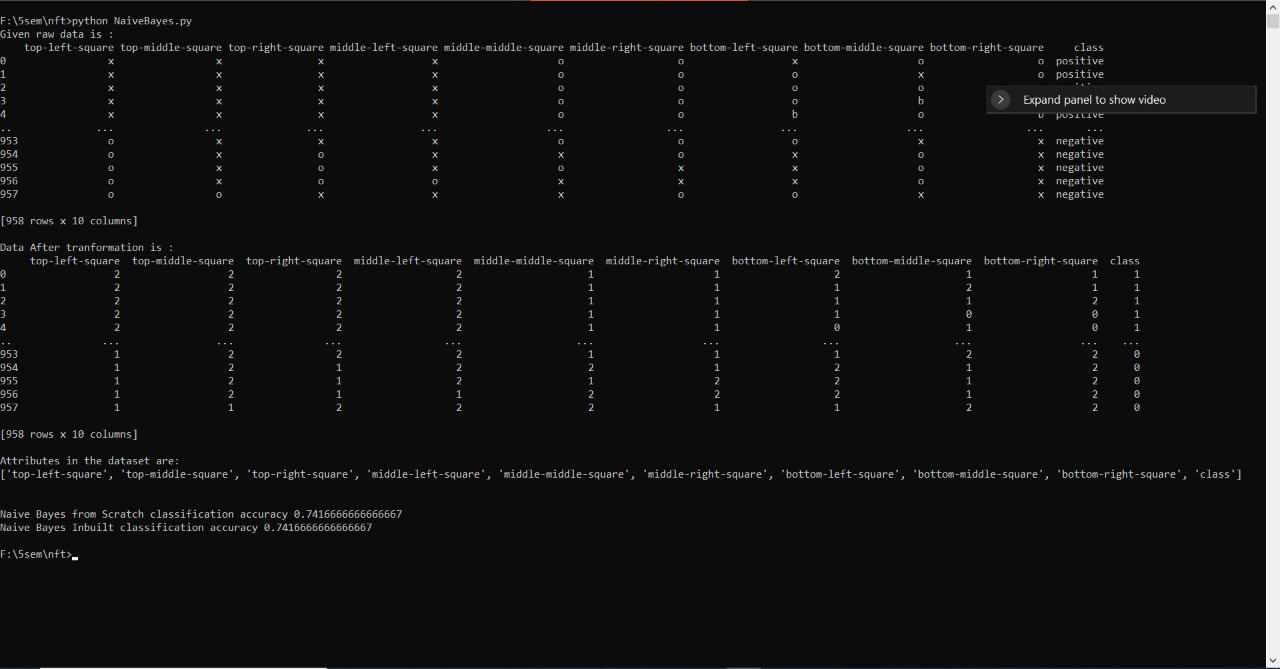 F:\5sem\nft>python NaiveBayes.py
Given raw data is :
top-left-square top-middle-square top-right-square middle-left-square middle-middle-square middle-right-square bottom-left-square bottom-middle-square bottom-right-square class
0 x x x x o o x o o positive
1 x x x x o o o x o positive
2 x x x x o o o o
3 x x x x o o o b
Expand panel to show video
4 x x x x o o b o b positive
.. ... ... ... ... ... ... ... ... ... ...
953 o x x x o o o x x negative
954 o x o x x o x o x negative
955 o x o x o x x o x negative
956 o x o o x x x o x negative
957 o o x x x o o x x negative
[958 rows x 10 columns]
Data After tranformation is :
top-left-square top-middle-square top-right-square middle-left-square middle-middle-square middle-right-square bottom-left-square bottom-middle-square bottom-right-square class
0 2 2 2 2 1 1 2 1 1 1
1 2 2 2 2 1 1 1 2 1 1
2 2 2 2 2 1 1 1 1 2 1
3 2 2 2 2 1 1 1 0 0 1
4 2 2 2 2 1 1 0 1 0 1
.. ... ... ... ... ... ... ... ... ... ...
953 1 2 2 2 1 1 1 2 2 0
954 1 2 1 2 2 1 2 1 2 0
955 1 2 1 2 1 2 2 1 2 0
956 1 2 1 1 2 2 2 1 2 0
957 1 1 2 2 2 1 1 2 2 0
[958 rows x 10 columns]
Attributes in the dataset are:
['top-left-square', 'top-middle-square', 'top-right-square', 'middle-left-square', 'middle-middle-square', 'middle-right-square', 'bottom-left-square', 'bottom-middle-square', 'bottom-right-square', 'class']
Naive Bayes from Scratch classification accuracy 0.7416666666666667
Naive Bayes Inbuilt classification accuracy 0.7416666666666667
F:\5sem\nft>